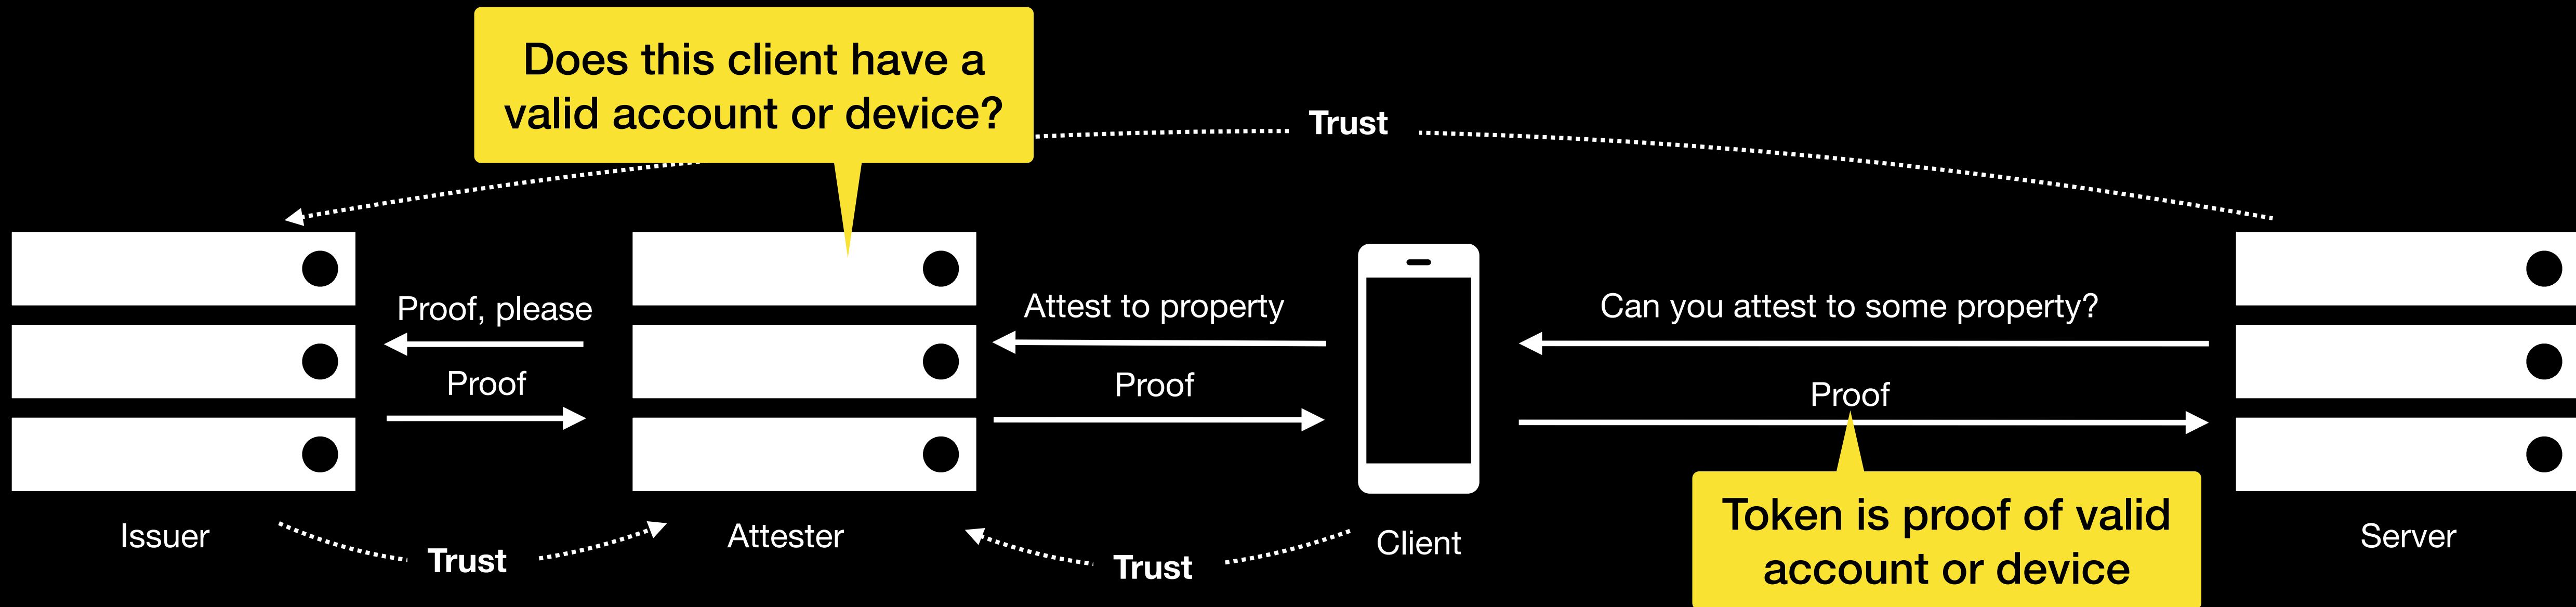 Does this client have a
valid account or device?
Trust
Proof, please
Proof
Attest to property
Proof
Can you attest to some property?
Proof
Token is proof of valid
account or device
Issuer
Trust
Attester
Trust
Client
Server